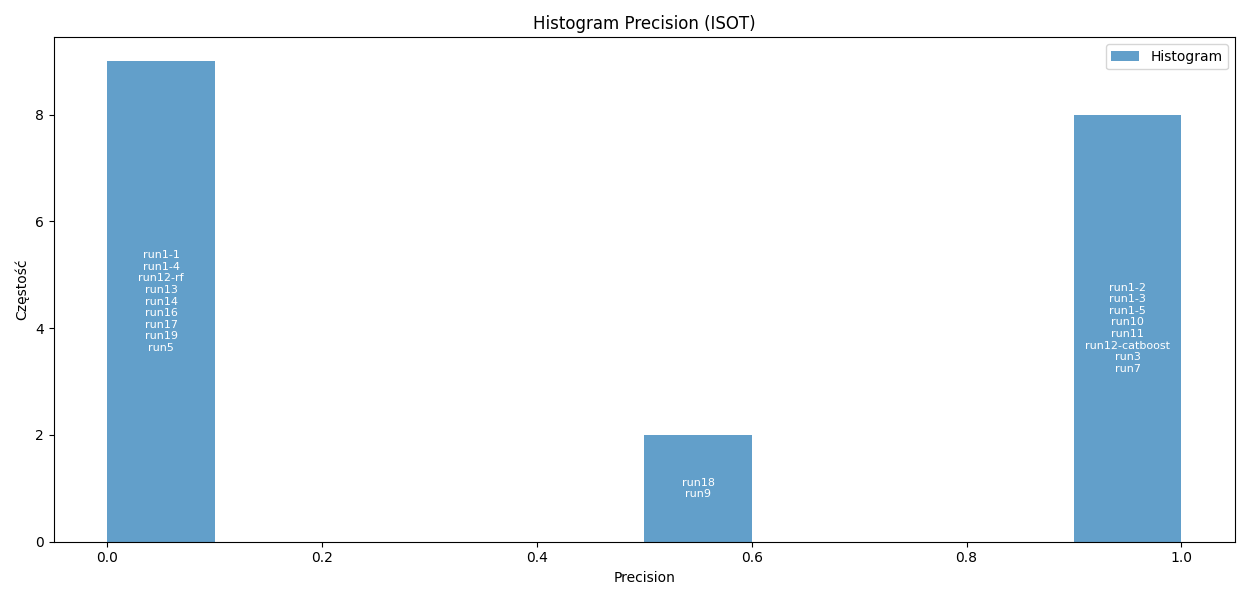 Histogram Precision (ISOT)
Histogram
Częstość
8
6
4
2
0
run1-1
run1-4
run12-rf
run13
run14
run16
run17
run19
run5
run18
run9
run1-2
run1-3
run1-5
run10
run11
run12-catboost
run3
run7
0.0 0.2 0.4 0.6 0.8 1.0
Precision